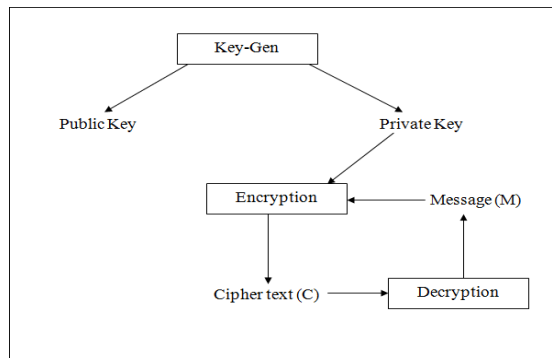 Key-Gen
Public Key
Private Key
Encryption
Message (M)
Cipher text (C)
Decryption